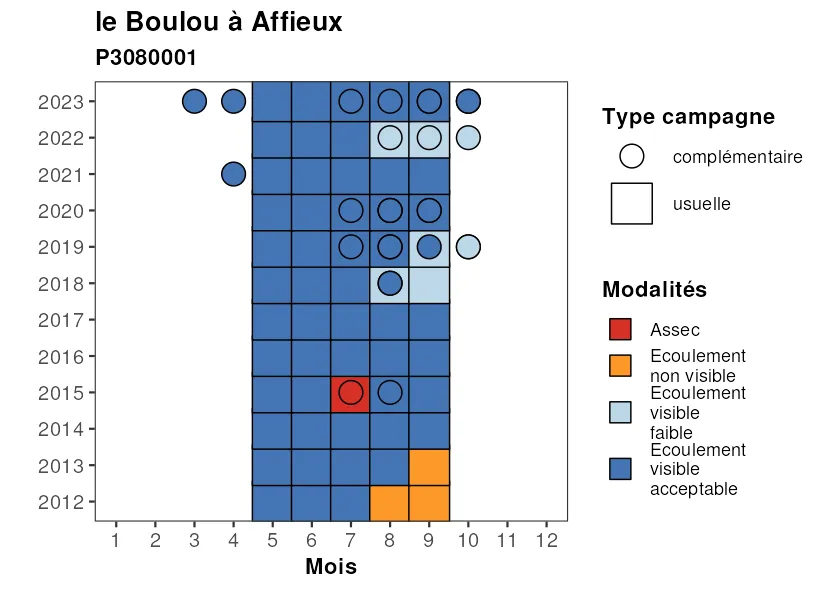 le Boulou à Affieux
P3080001
2023
2022
2021
2020
2019
2018
2017
2016
2015
2014
2013
2012
1 2 3 4 5 6 7 8 9 10 11 12
Mois
Type campagne
complémentaire
usuelle
Modalités
Assec
Ecoulement
non visible
Ecoulement
visible
faible
Ecoulement
visible
acceptable